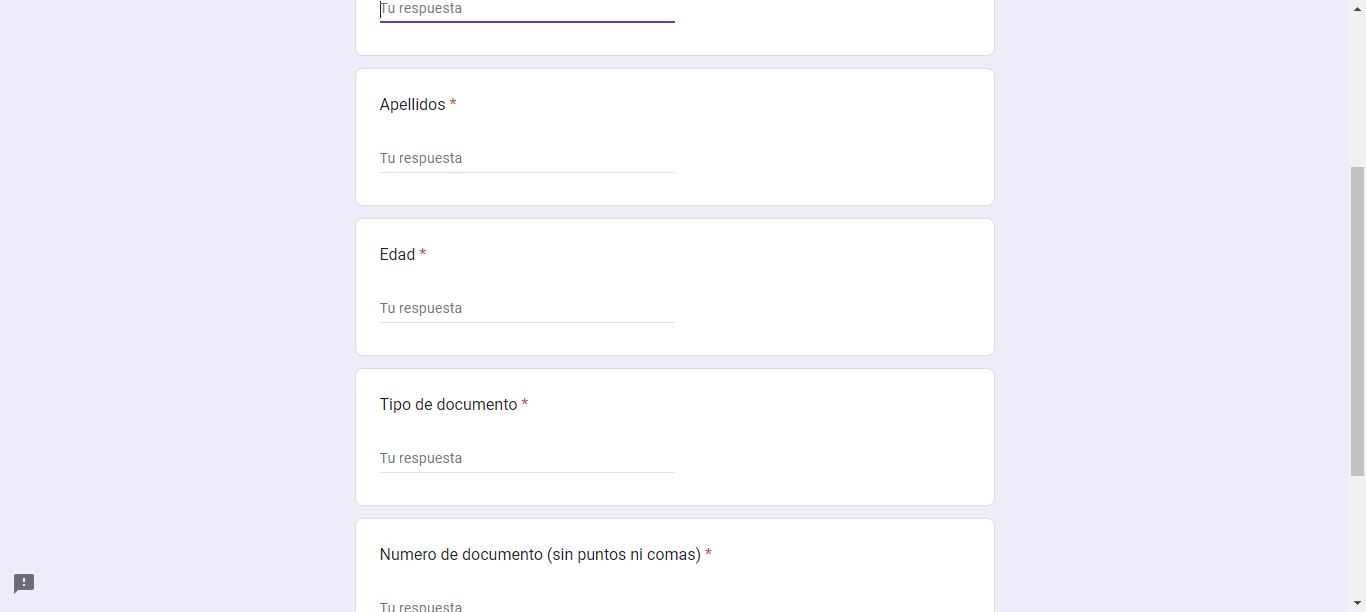 Tu respuesta
Apellidos *
Tu respuesta
Edad *
Tu respuesta
Tipo de documento *
Tu respuesta
Numero de documento (sin puntos ni comas) *
Tu respuesta